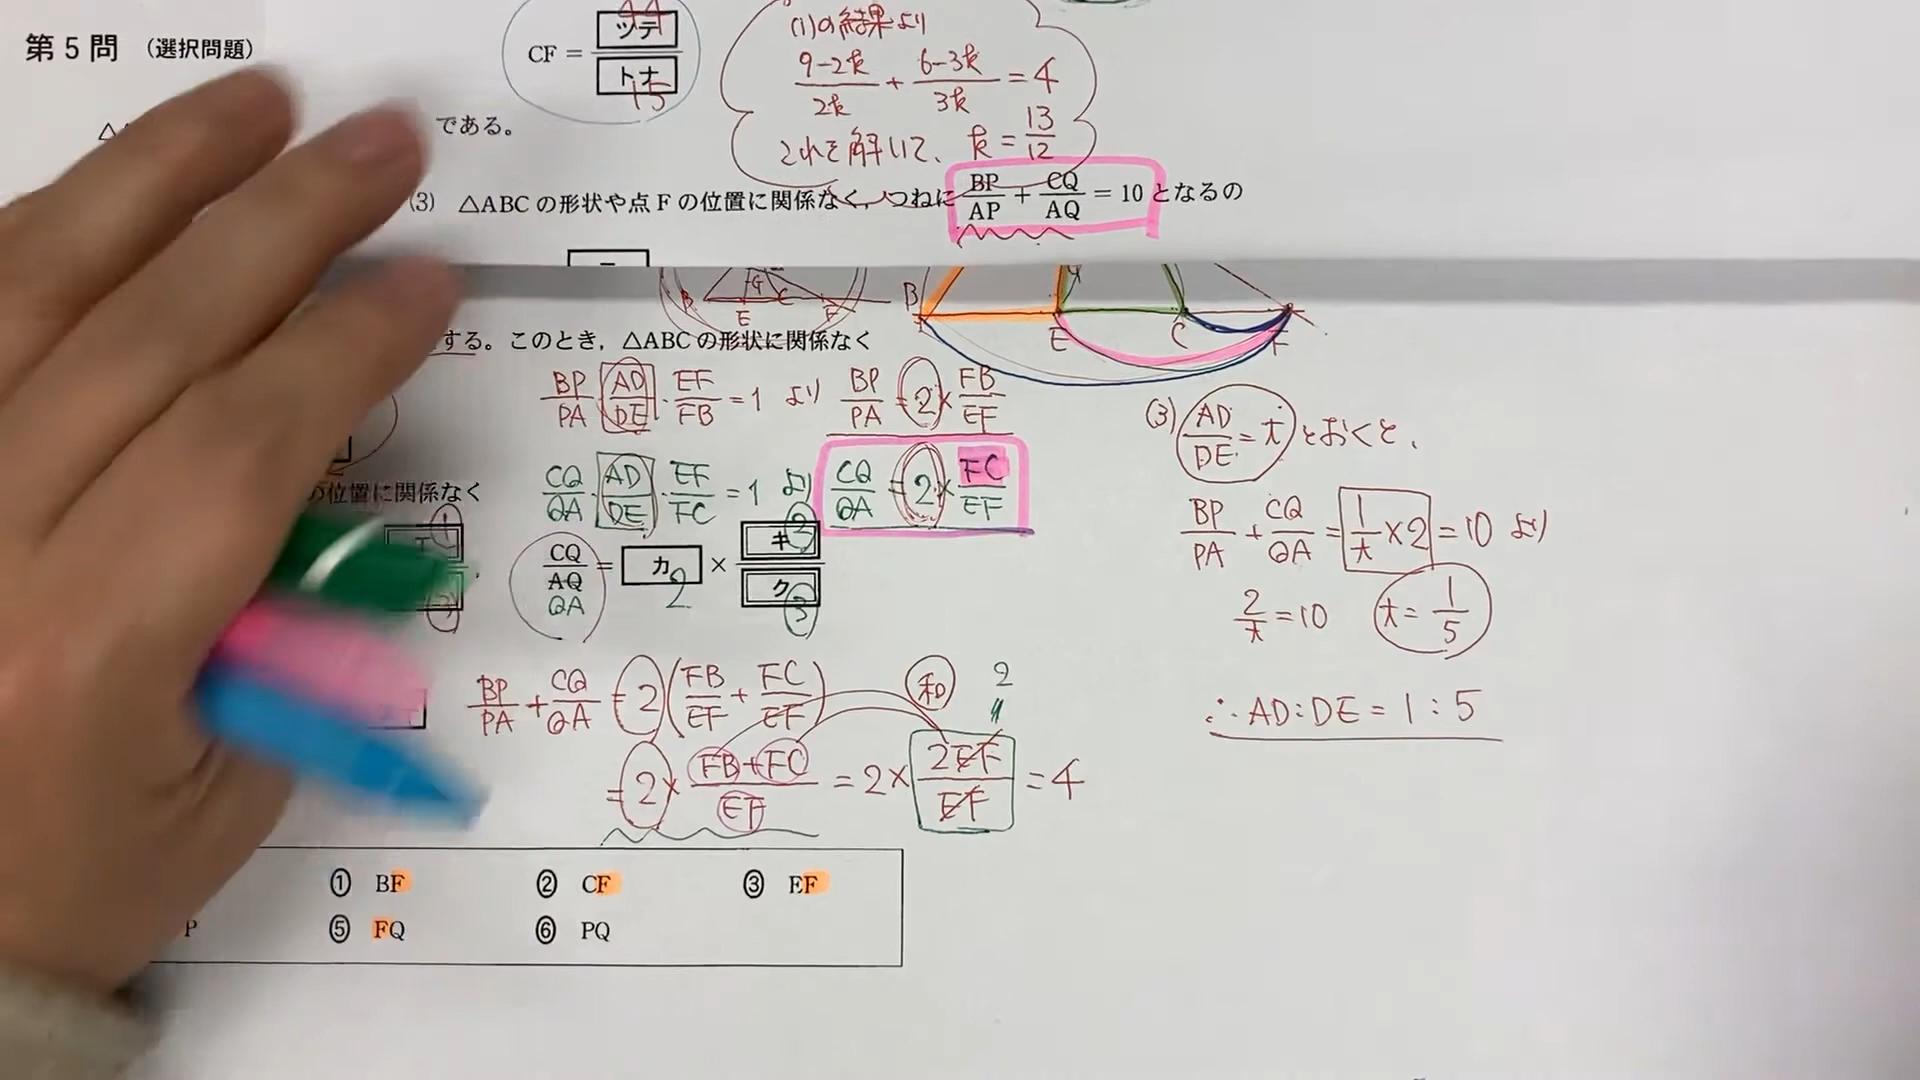 第5問 (選択問題)
CF = ツテ/トナ
44
15
である。
(1)の結果より
9-2k/2k + 6-3k/3k = 4
これを解いて、k = 13/12
(3) △ABCの形状や点Fの位置に関係なく,つねに BP/AP + CQ/AQ = 10 となるの
B G C
E F
B E C F
する。このとき,△ABCの形状に関係なく
BP/PA・AD/DE・EF/FB = 1 より BP/PA = 2 × FB/EF
の位置に関係なく
CQ/QA・AD/DE・EF/FC = 1 より CQ/QA = 2 × FC/EF
CQ/AQ = カ × キ/ク
QA 2 ② ③
BP/PA + CQ/QA = 2(FB/EF + FC/EF)
和
2
= 2 × FB+FC/EF = 2 × 2EF/EF = 4
(3) AD/DE = t とおくと、
BP/PA + CQ/QA = 1/t × 2 = 10 より
2/t = 10 t = 1/5
∴ AD:DE = 1:5
① BF ② CF ③ EF
P ⑤ FQ ⑥ PQ